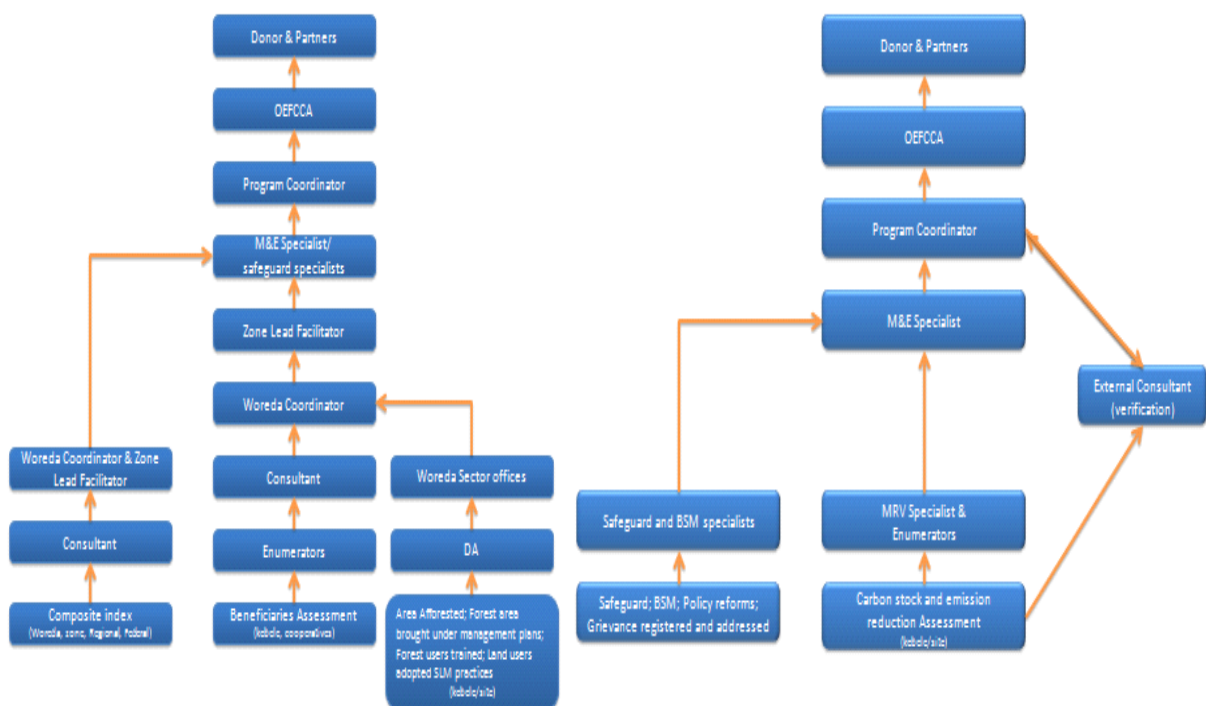 Donor & Partners
OEFCCA
Program Coordinator
M&E Specialist/
safeguard specialists
Zone Lead Facilitator
Woreda Coordinator
Woreda Coordinator & Zone
Lead Facilitator
Consultant
Composite index
(Woreda, zone, Regional, Federal)
Consultant
Enumerators
Beneficiaries Assessment
(kebele, cooperatives)
Woreda Sector offices
DA
Area Afforested; Forest area
brought under management plans;
Forest users trained; Land users
adopted SLM practices
(kebele/site)
Donor & Partners
OEFCCA
Program Coordinator
M&E Specialist
External Consultant
(verification)
Safeguard and BSM specialists
Safeguard; BSM; Policy reforms;
Grievance registered and addressed
MRV Specialist &
Enumerators
Carbon stock and emission
reduction Assessment
(kebele/site)